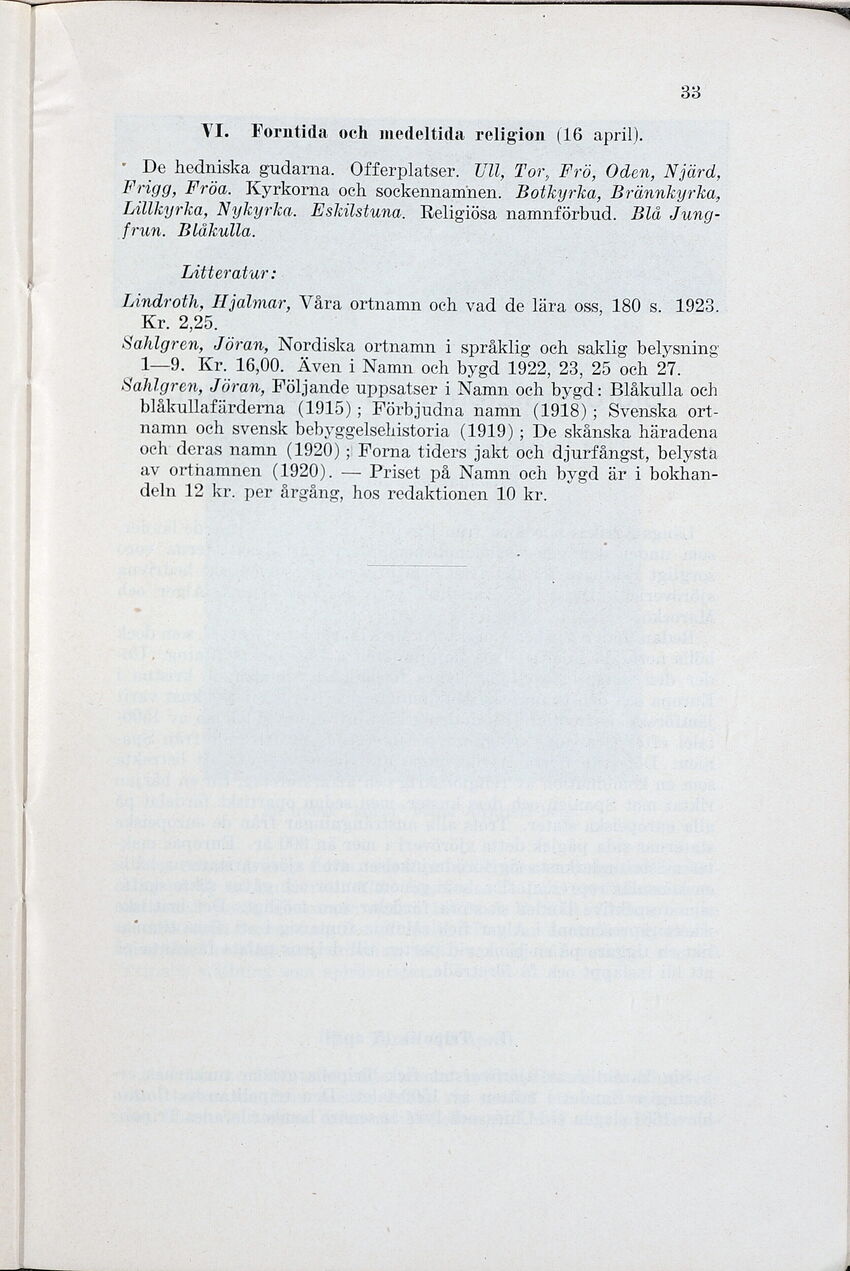 33
VI. Forntida och medeltida religion (16 april).
De hedniska gudarna. Offerplatser. Ull, Tor, Frö, Oden, Njärd,
Frigg, Fröa. Kyrkorna och sockennamnen. Botkyrka, Brännkyrka,
Lillkyrka, Nykyrka. Eskilstuna. Religiösa namnförbud. Blå Jung-
frun. Blåkulla.
Litteratur:
Lindroth, Hjalmar, Våra ortnamn och vad de lära oss, 180 s. 1923.
Kr. 2,25.
Sahlgren, Jöran, Nordiska ortnamn i språklig och saklig belysning
1—9. Kr. 16,00. Även i Namn och bygd 1922, 23, 25 och 27.
Sahlgren, Jöran, Följande uppsatser i Namn och bygd: Blåkulla och
blåkullafärderna (1915); Förbjudna namn (1918); Svenska ort-
namn och svensk bebyggelsehistoria (1919); De skånska häradena
och deras namn (1920); Forna tiders jakt och djurfångst, belysta
av ortnamnen (1920). — Priset på Namn och bygd är i bokhan-
deln 12 kr. per årgång, hos redaktionen 10 kr.